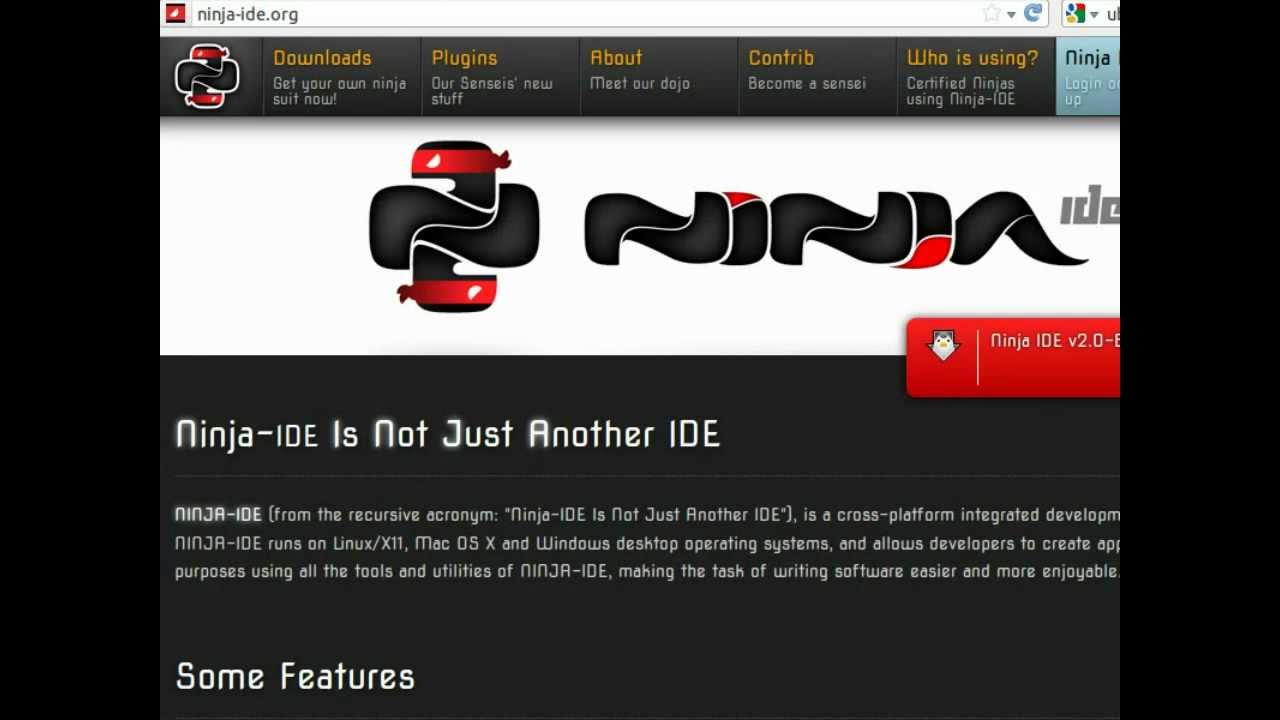 ninja-ide.org
Downloads
Get your own ninja
suit now!
Plugins
Our Senseis' new
stuff
About
Meet our dojo
Contrib
Become a sensei
Who is using?
Certified Ninjas
using Ninja-IDE
Ninja
Login
up
NINJA
ide
Ninja IDE v2.0-
Ninja-IDE Is Not Just Another IDE
NINJA-IDE (from the recursive acronym: "Ninja-IDE Is Not Just Another IDE"), is a cross-platform integrated developm
NINJA-IDE runs on Linux/X11, Mac OS X and Windows desktop operating systems, and allows developers to create app
purposes using all the tools and utilities of NINJA-IDE, making the task of writing software easier and more enjoyable.
Some Features